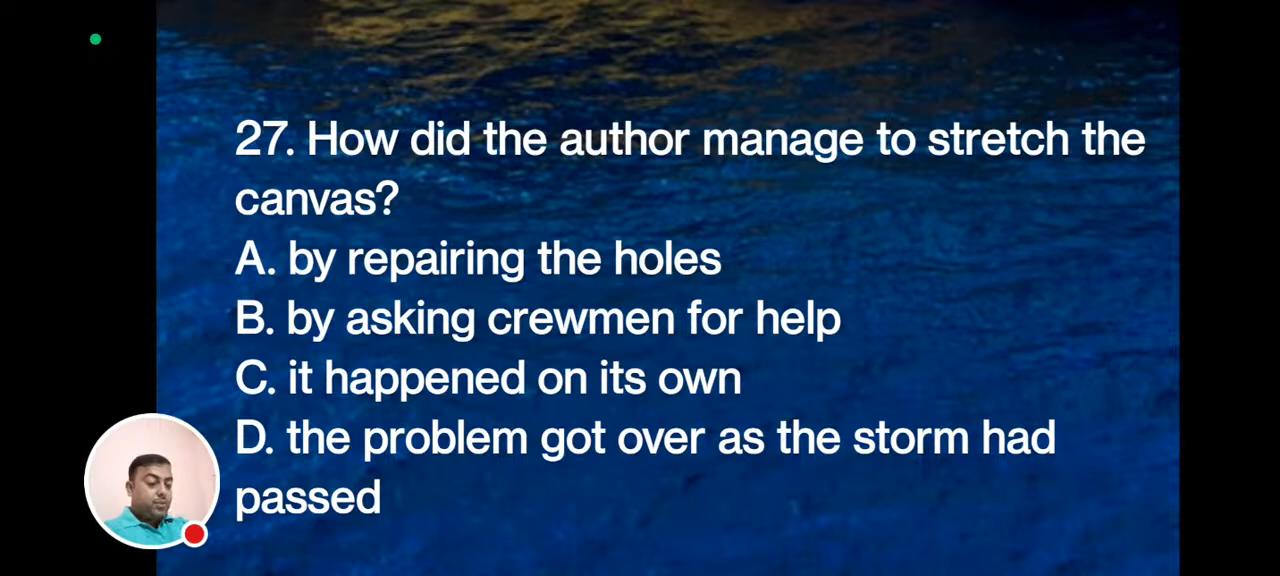 27. How did the author manage to stretch the
canvas?
A. by repairing the holes
B. by asking crewmen for help
C. it happened on its own
D. the problem got over as the storm had
passed